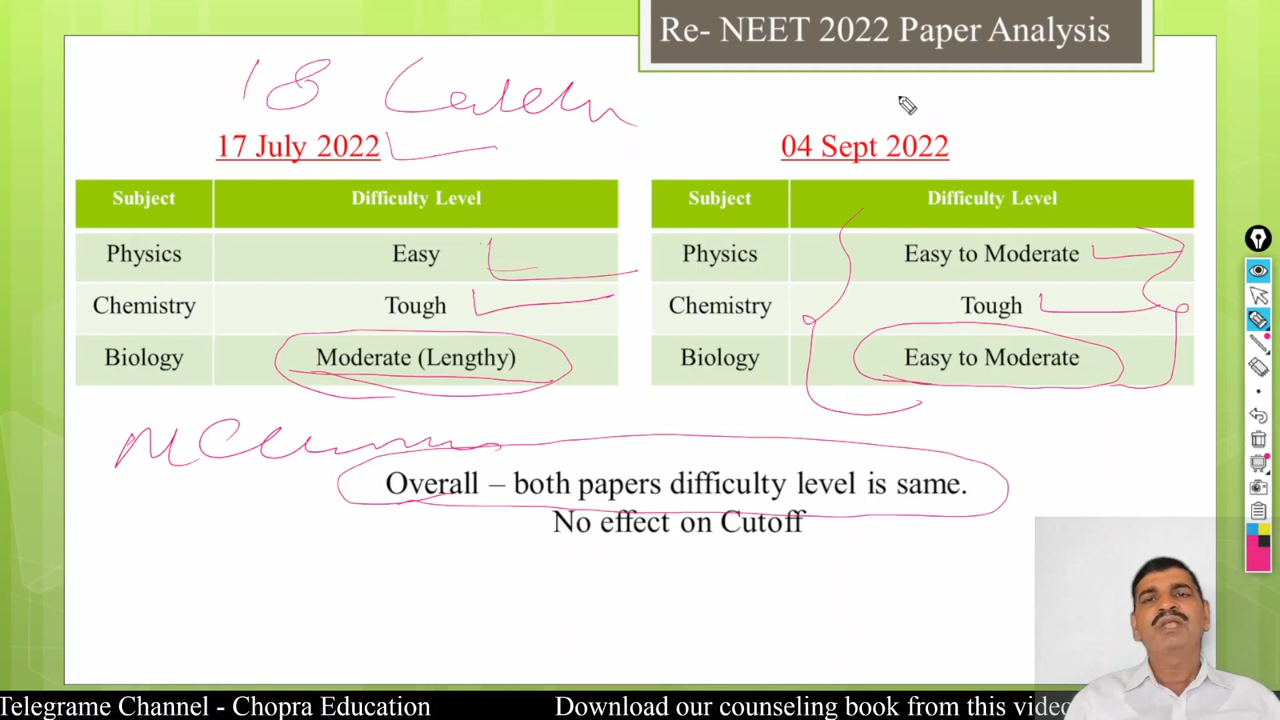 Re- NEET 2022 Paper Analysis
18
17 July 2022
Subject Difficulty Level
Physics Easy
Chemistry Tough
Biology Moderate (Lengthy)
04 Sept 2022
Subject Difficulty Level
Physics Easy to Moderate
Chemistry Tough
Biology Easy to Moderate
Overall – both papers difficulty level is same.
No effect on Cutoff
Telegrame Channel - Chopra Education Download our counseling book from this video